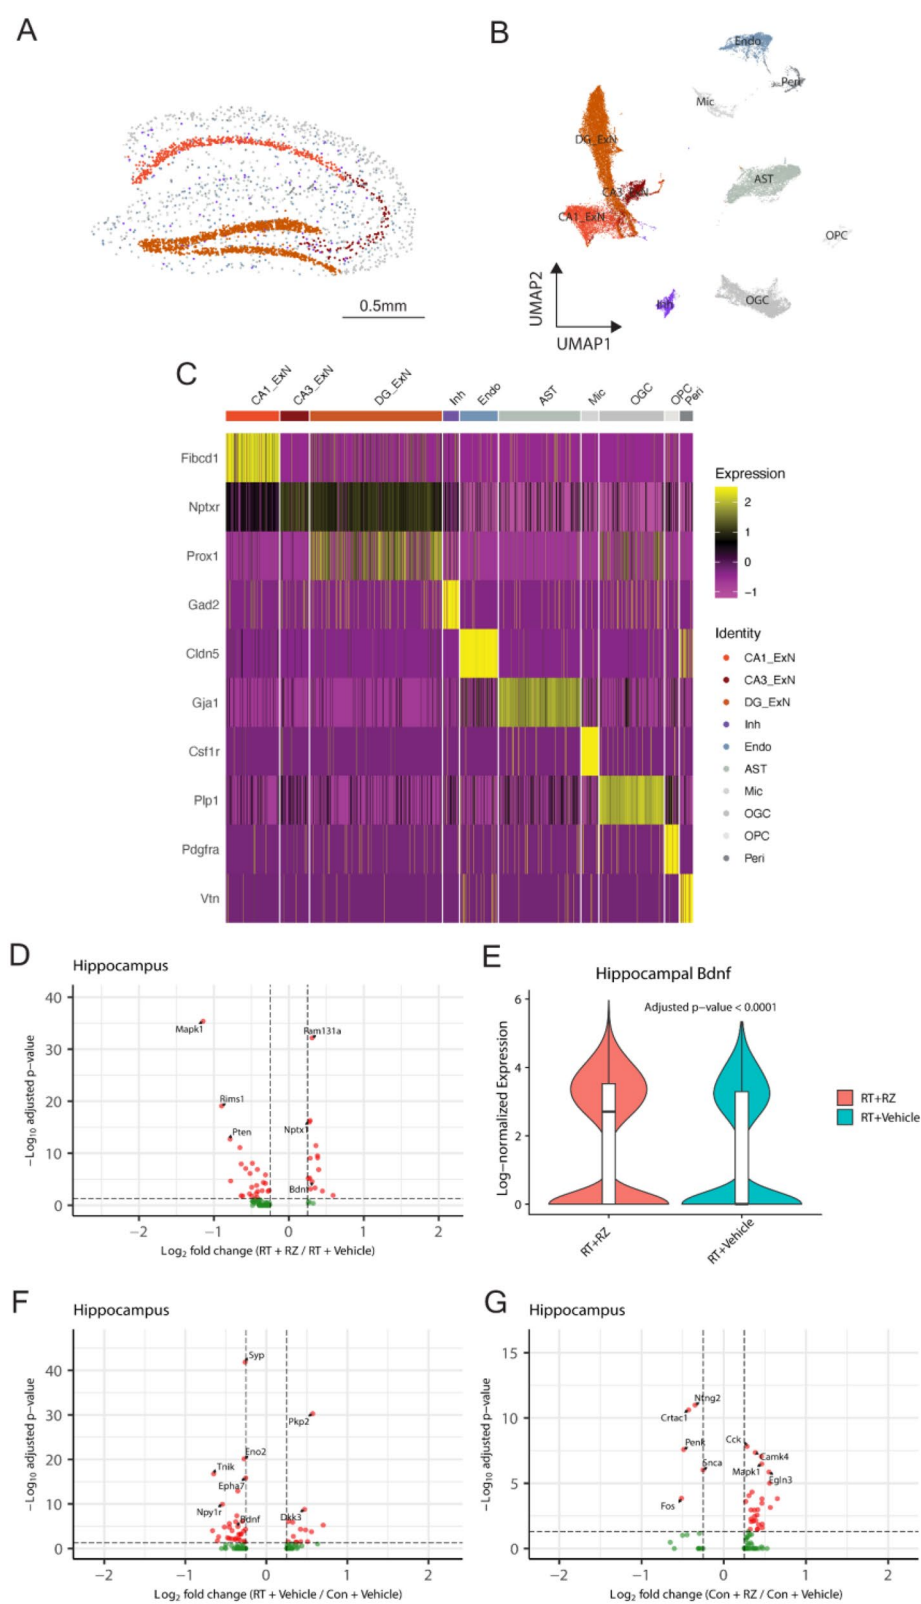 A
0.5mm
B
Endo
Peri
Mic
DG_ExN
CA3_ExN
AST
CA1_ExN
OPC
Inh
OGC
UMAP2
UMAP1
C
CA1_ExN
CA3_ExN
DG_ExN
Inh
Endo
AST
Mic
OGC
OPC
Peri
Fibcd1
Nptxr
Prox1
Gad2
Cldn5
Gja1
Csf1r
Plp1
Pdgfra
Vtn
Expression
2
1
0
−1
Identity
CA1_ExN
CA3_ExN
DG_ExN
Inh
Endo
AST
Mic
OGC
OPC
Peri
D
Hippocampus
−Log10 adjusted p−value
40
30
20
10
0
Mapk1
Fam131a
Rims1
Pten
Nptx1
Bdnf
−2
−1
0
1
2
Log2 fold change (RT + RZ / RT + Vehicle)
E
Hippocampal Bdnf
Adjusted p−value < 0.0001
Log−normalized Expression
6
4
2
0
RT+RZ
RT+Vehicle
RT+RZ
RT+Vehicle
F
Hippocampus
−Log10 adjusted p−value
40
30
20
10
0
Syp
Pkp2
Eno2
Tnik
Epha7
Npy1r
Bdnf
Dkk3
−2
−1
0
1
2
Log2 fold change (RT + Vehicle / Con + Vehicle)
G
Hippocampus
−Log10 adjusted p−value
15
10
5
0
Ntng2
Crtac1
Penk
Cck
Camk4
Snca
Mapk1
Egln3
Fos
−2
−1
0
1
2
Log2 fold change (Con + RZ / Con + Vehicle)